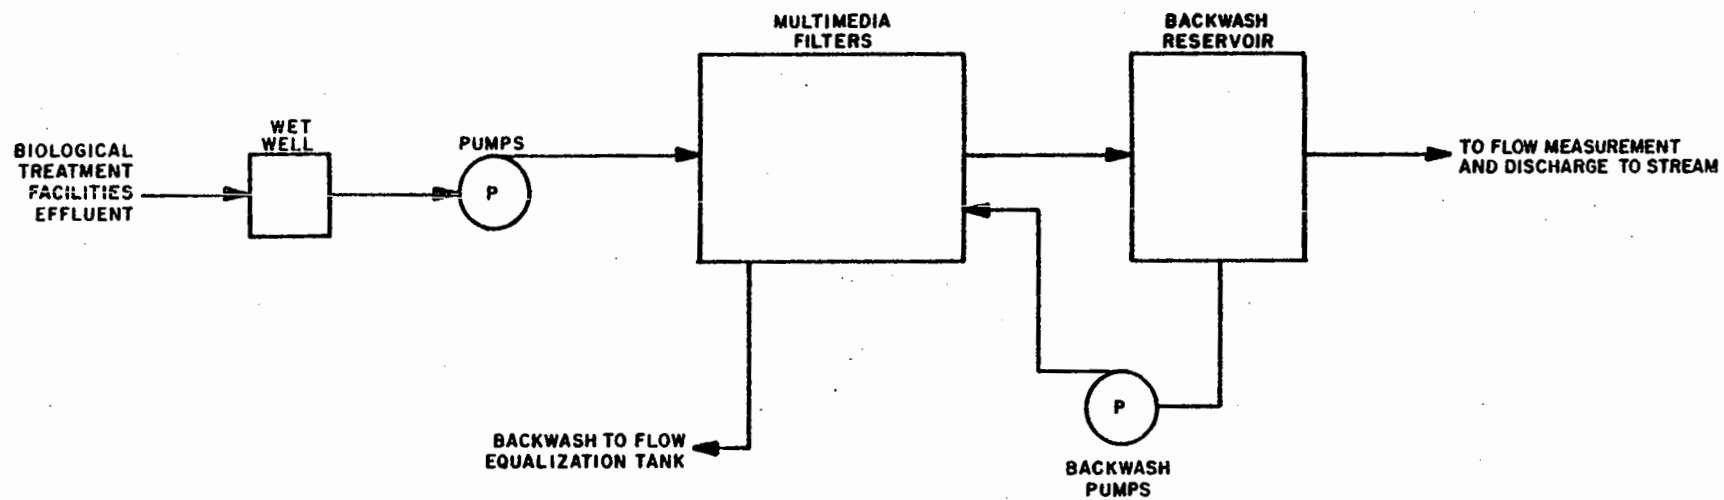 MULTIMEDIA
FILTERS
BACKWASH
RESERVOIR
WET
WELL
PUMPS
BIOLOGICAL
TREATMENT
FACILITIES
EFFLUENT
P
TO FLOW MEASUREMENT
AND DISCHARGE TO STREAM
BACKWASH TO FLOW
EQUALIZATION TANK
P
BACKWASH
PUMPS